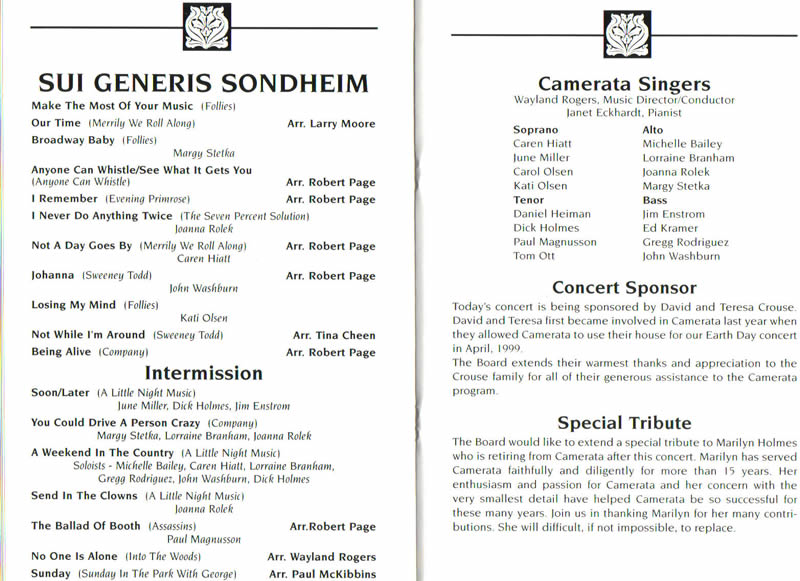 SUI GENERIS SONDHEIM
Make The Most Of Your Music (Follies)
Our Time (Merrily We Roll Along) Arr. Larry Moore
Broadway Baby (Follies)
Margy Stetka
Anyone Can Whistle/See What It Gets You
(Anyone Can Whistle) Arr. Robert Page
I Remember (Evening Primrose) Arr. Robert Page
I Never Do Anything Twice (The Seven Percent Solution)
Joanna Rolek
Not A Day Goes By (Merrily We Roll Along) Arr. Robert Page
Caren Hiatt
Johanna (Sweeney Todd) Arr. Robert Page
John Washburn
Losing My Mind (Follies)
Kati Olsen
Not While I'm Around (Sweeney Todd) Arr. Tina Cheen
Being Alive (Company) Arr. Robert Page
Intermission
Soon/Later (A Little Night Music)
June Miller, Dick Holmes, Jim Enstrom
You Could Drive A Person Crazy (Company)
Margy Stetka, Lorraine Branham, Joanna Rolek
A Weekend In The Country (A Little Night Music)
Soloists - Michelle Bailey, Caren Hiatt, Lorraine Branham,
Gregg Rodriguez, John Washburn, Dick Holmes
Send In The Clowns (A Little Night Music)
Joanna Rolek
The Ballad Of Booth (Assassins) Arr.Robert Page
Paul Magnusson
No One Is Alone (Into The Woods) Arr. Wayland Rogers
Sunday (Sunday In The Park With George) Arr. Paul McKibbins
Camerata Singers
Wayland Rogers, Music Director/Conductor
Janet Eckhardt, Pianist
Soprano Alto
Caren Hiatt Michelle Bailey
June Miller Lorraine Branham
Carol Olsen Joanna Rolek
Kati Olsen Margy Stetka
Tenor Bass
Daniel Heiman Jim Enstrom
Dick Holmes Ed Kramer
Paul Magnusson Gregg Rodriguez
Tom Ott John Washburn
Concert Sponsor
Today's concert is being sponsored by David and Teresa Crouse.
David and Teresa first became involved in Camerata last year when
they allowed Camerata to use their house for our Earth Day concert
in April, 1999.
The Board extends their warmest thanks and appreciation to the
Crouse family for all of their generous assistance to the Camerata
program.
Special Tribute
The Board would like to extend a special tribute to Marilyn Holmes
who is retiring from Camerata after this concert. Marilyn has served
Camerata faithfully and diligently for more than 15 years. Her
enthusiasm and passion for Camerata and her concern with the
very smallest detail have helped Camerata be so successful for
these many years. Join us in thanking Marilyn for her many contri-
butions. She will difficult, if not impossible, to replace.